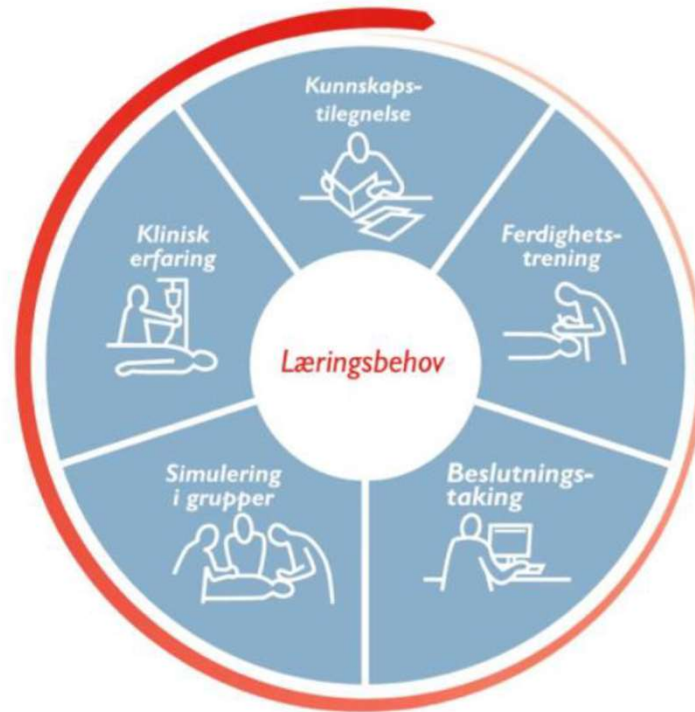 Kunnskaps-
tilegnelse
Ferdighets-
trening
Beslutnings-
taking
Simulering
i grupper
Klinisk
erfaring
Læringsbehov